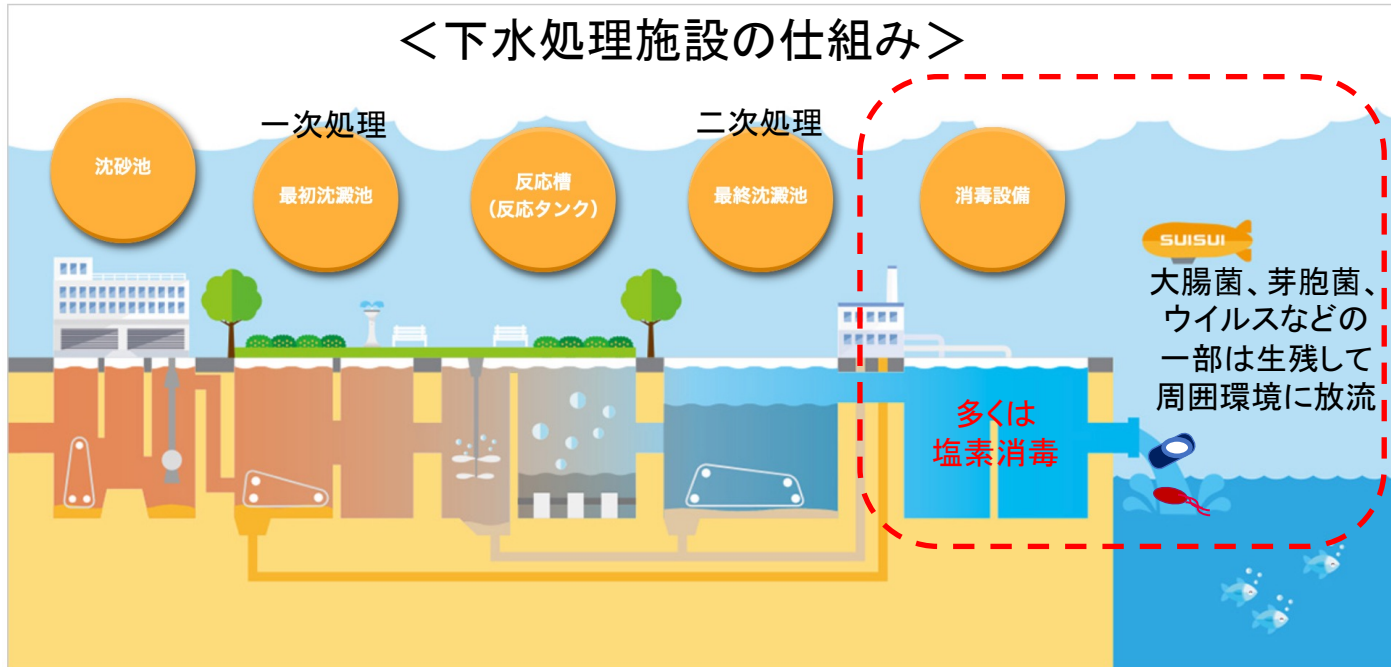 ＜下水処理施設の仕組み＞
一次処理
二次処理
沈砂池
最初沈澱池
反応槽
(反応タンク)
最終沈澱池
消毒設備
SUISUI
大腸菌、芽胞菌、
ウイルスなどの
一部は生残して
周囲環境に放流
多くは
塩素消毒